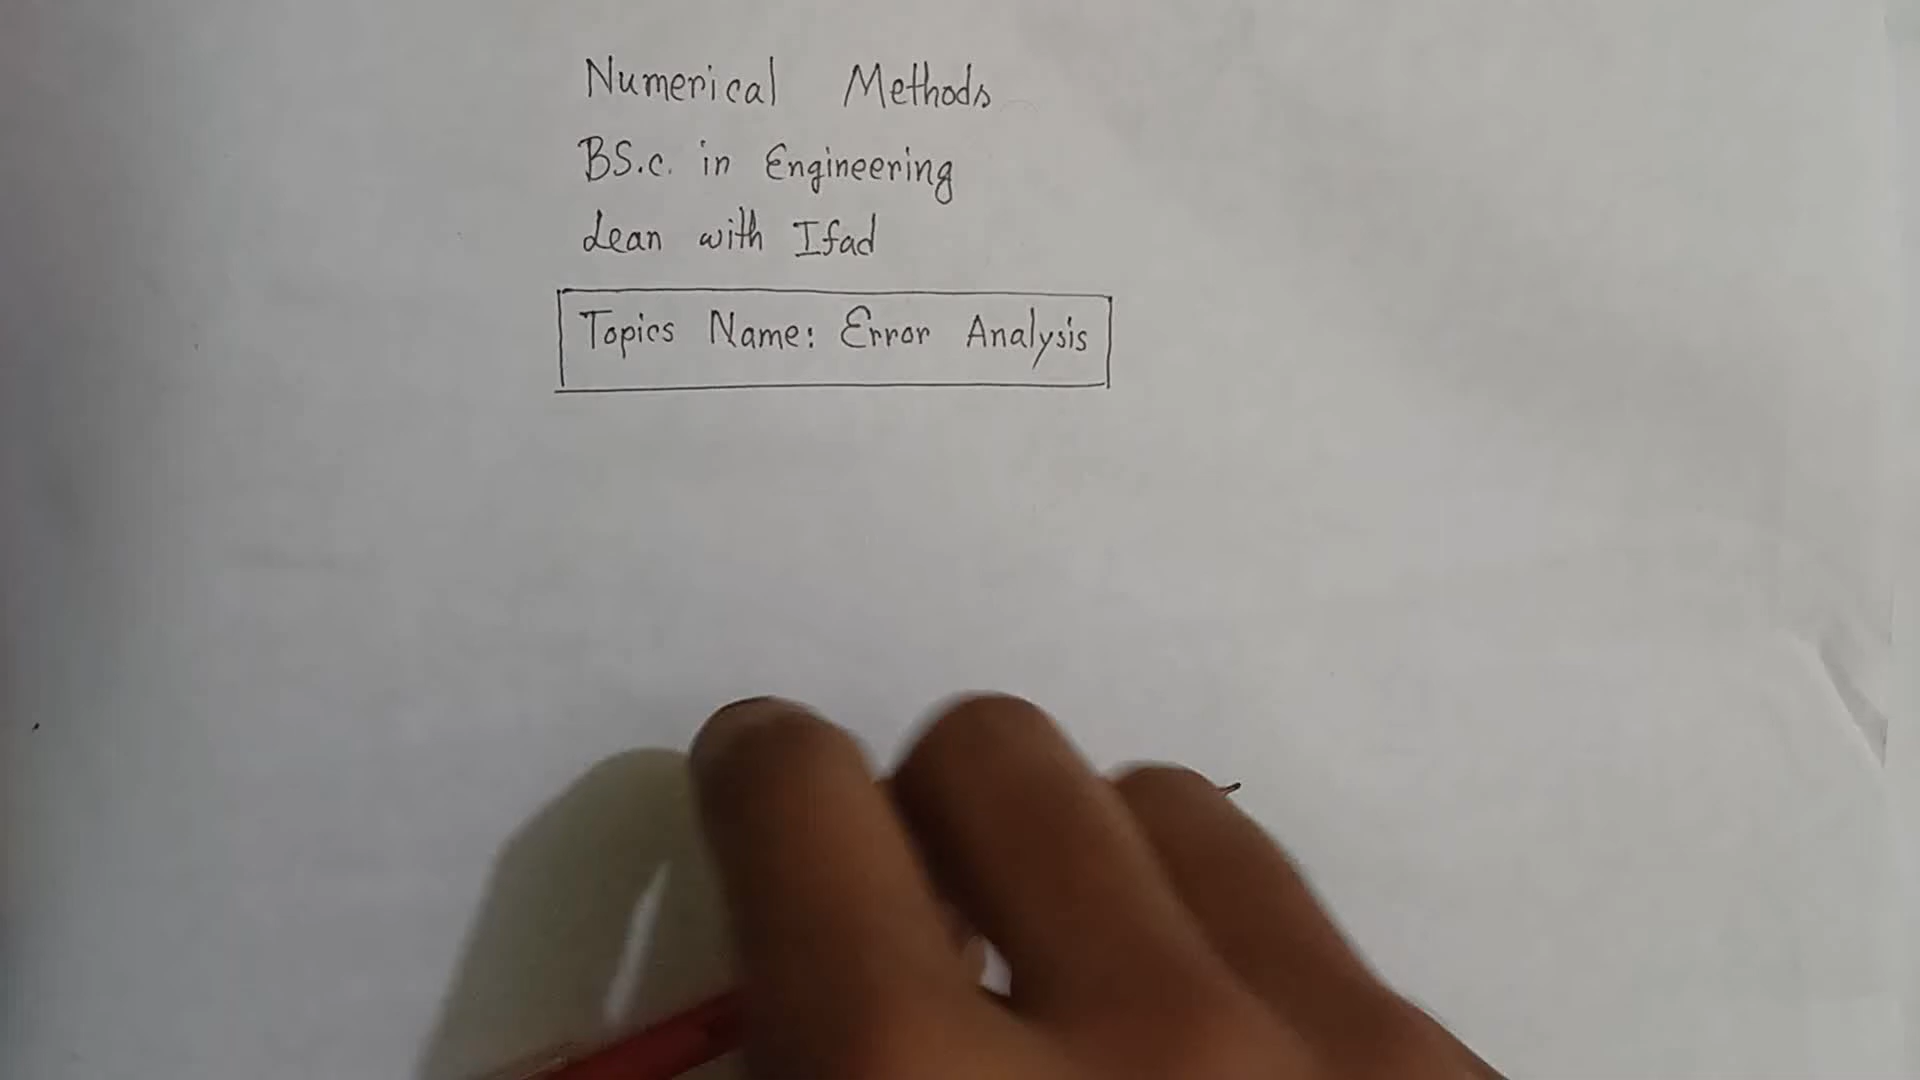 Numerical Methods
BS.c. in Engineering
Lean with Ifad
Topics Name: Error Analysis